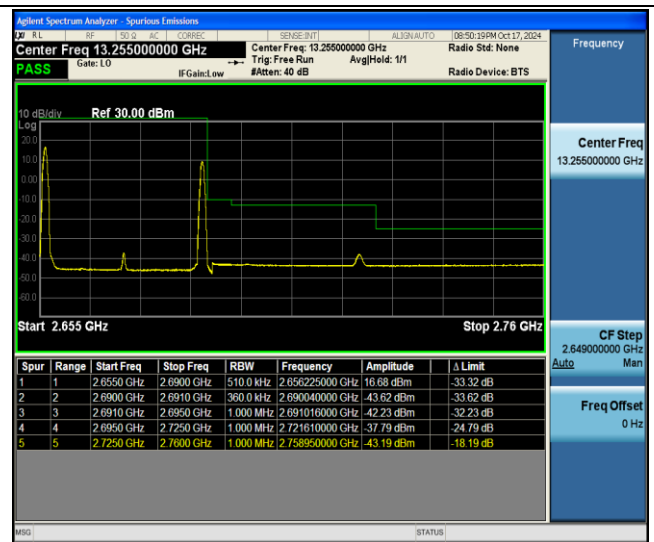 Agilent Spectrum Analyzer - Spurious Emissions
RL RF 50 Ω AC CORREC SENSE:INT ALIGNAUTO 08:50:19PM Oct 17, 2024
Center Freq 13.255000000 GHz
Center Freq: 13.255000000 GHz Radio Std: None
Trig: Free Run Avg|Hold: 1/1
PASS Gate: LO IFGain:Low #Atten: 40 dB Radio Device: BTS
10 dB/div Ref 30.00 dBm
Log
20.0
10.0
0.00
-10.0
-20.0
-30.0
-40.0
-50.0
-60.0
Start 2.655 GHz Stop 2.76 GHz
Spur Range Start Freq Stop Freq RBW Frequency Amplitude Δ Limit
1 1 2.6550 GHz 2.6900 GHz 510.0 kHz 2.656225000 GHz 16.68 dBm -33.32 dB
2 2 2.6900 GHz 2.6910 GHz 360.0 kHz 2.690040000 GHz -43.62 dBm -33.62 dB
3 3 2.6910 GHz 2.6950 GHz 1.000 MHz 2.691016000 GHz -42.23 dBm -32.23 dB
4 4 2.6950 GHz 2.7250 GHz 1.000 MHz 2.721610000 GHz -37.79 dBm -24.79 dB
5 5 2.7250 GHz 2.7600 GHz 1.000 MHz 2.758950000 GHz -43.19 dBm -18.19 dB
MSG STATUS
Frequency
Center Freq
13.255000000 GHz
CF Step
2.649000000 GHz
Auto Man
Freq Offset
0 Hz